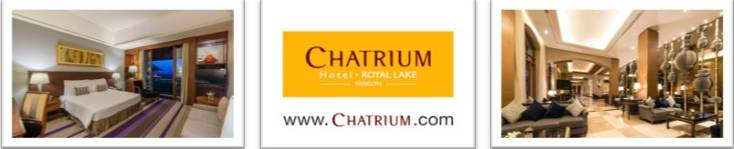 CHATRIUM
Hotel • ROYAL LAKE
YANGON
www. CHATRIUM.com